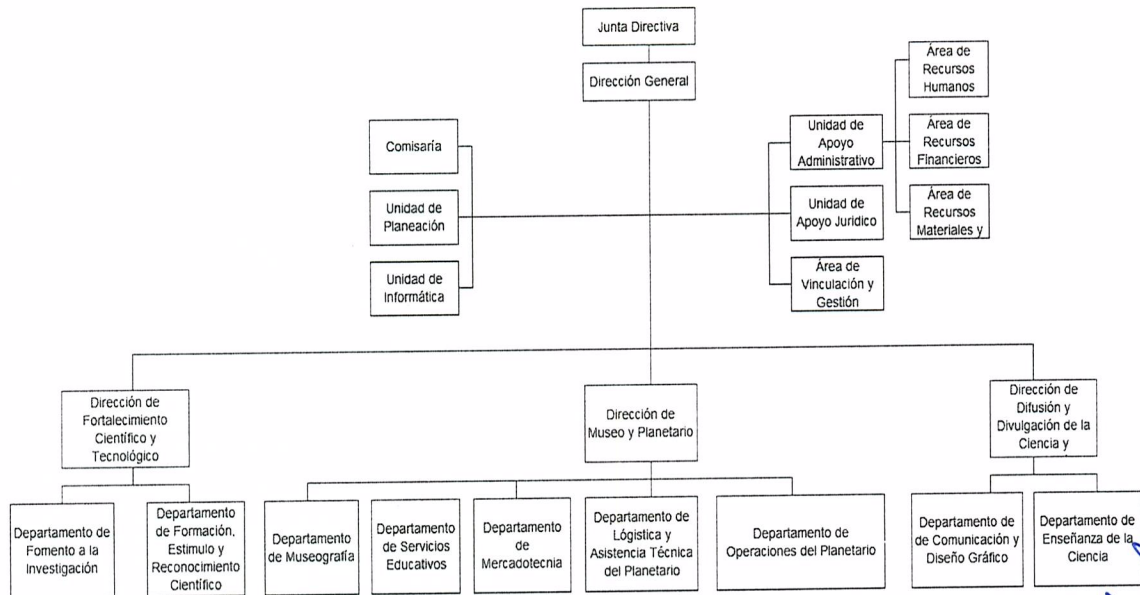 Junta Directiva
Dirección General
Comisaría
Unidad de
Planeación
Unidad de
Informática
Unidad de
Apoyo
Administrativo
Unidad de
Apoyo Jurídico
Área de
Vinculación y
Gestión
Área de
Recursos
Humanos
Área de
Recursos
Financieros
Área de
Recursos
Materiales y
Dirección de
Fortalecimiento
Científico y
Tecnológico
Dirección de
Museo y Planetario
Dirección de
Difusión y
Divulgación de la
Ciencia y
Departamento de
Fomento a la
Investigación
Departamento
de Formación,
Estimulo y
Reconocimiento
Científico
Departamento
de Museografía
Departamento
de Servicios
Educativos
Departamento
de
Mercadotecnia
Departamento de
Lógistica y
Asistencia Técnica
del Planetario
Departamento de
Operaciones del Planetario
Departamento de
de Comunicación y
Diseño Gráfico
Departamento de
Enseñanza de la
Ciencia